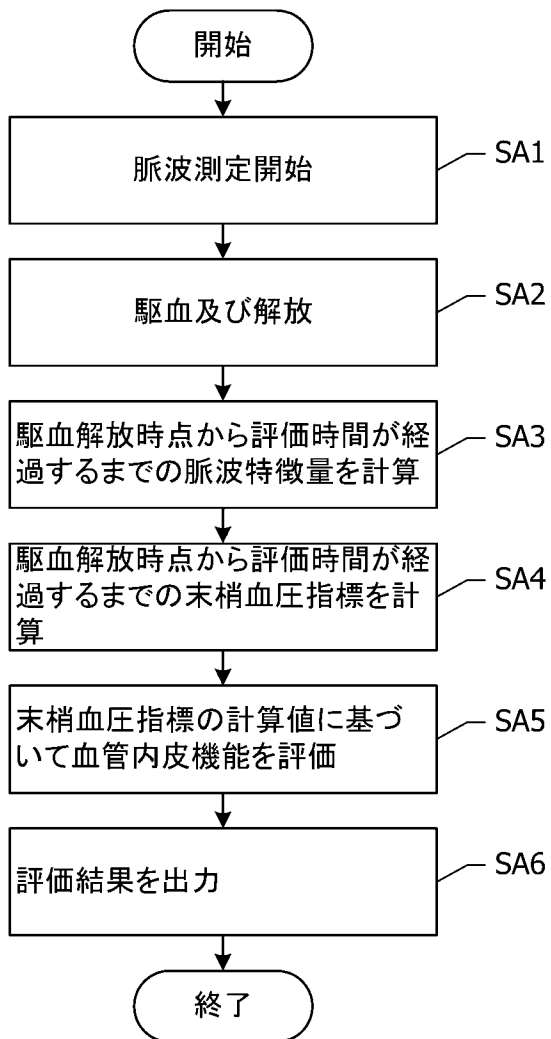 開始
脈波測定開始
SA1
駆血及び解放
SA2
駆血解放時点から評価時間が経
過するまでの脈波特徴量を計算
SA3
駆血解放時点から評価時間が経
過するまでの末梢血圧指標を計
算
SA4
末梢血圧指標の計算値に基づ
いて血管内皮機能を評価
SA5
評価結果を出力
SA6
終了